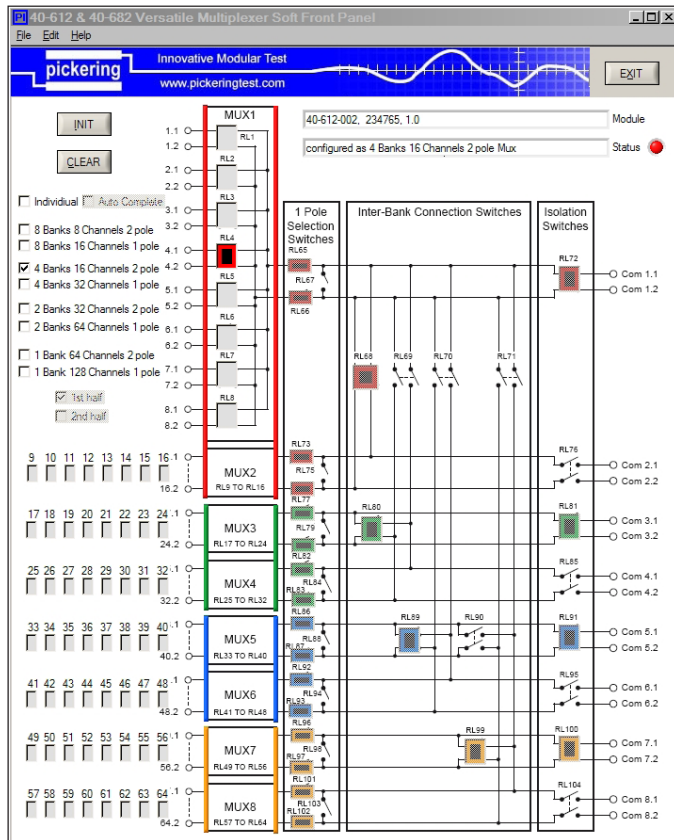 40-612 & 40-682 Versatile Multiplexer Soft Front Panel
File Edit Help
pickering
Innovative Modular Test
www.pickeringtest.com
EXIT
INIT
CLEAR
MUX1
40-612-002, 234765, 1.0
Module
configured as 4 Banks 16 Channels 2 pole Mux
Status
Individiual
Auto Complete
8 Banks 8 Channels 2 pole
8 Banks 16 Channels 1 pole
4 Banks 16 Channels 2 pole
4 Banks 32 Channels 1 pole
2 Banks 32 Channels 2 pole
2 Banks 64 Channels 1 pole
1 Bank 64 Channels 2 pole
1 Bank 128 Channels 1 pole
1st half
2nd half
1.1 RL1
1.2
RL2
2.1
2.2
RL3
3.1
3.2
RL4
4.1
4.2
RL5
5.1
5.2
RL6
6.1
6.2
RL7
7.1
7.2
RL8
8.1
8.2
1 Pole Selection Switches
Inter-Bank Connection Switches
Isolation Switches
RL65
RL67
RL66
RL72
Com 1.1
Com 1.2
RL68 RL69 RL70 RL71
9 10 11 12 13 14 15 16 .1
16.2
MUX2
RL9 TO RL16
RL73
RL75
RL76
Com 2.1
Com 2.2
17 18 19 20 21 22 23 24 .1
24.2
MUX3
RL17 TO RL24
RL77
RL79
RL80
RL81
Com 3.1
Com 3.2
25 26 27 28 29 30 31 32 .1
32.2
MUX4
RL25 TO RL32
RL82
RL84
RL83
RL85
Com 4.1
Com 4.2
33 34 35 36 37 38 39 40 .1
40.2
MUX5
RL33 TO RL40
RL86
RL88
RL87
RL89
RL90
RL91
Com 5.1
Com 5.2
41 42 43 44 45 46 47 48 .1
48.2
MUX6
RL41 TO RL48
RL92
RL94
RL93
RL95
Com 6.1
Com 6.2
49 50 51 52 53 54 55 56 .1
56.2
MUX7
RL49 TO RL56
RL96
RL98
RL97
RL99
RL100
Com 7.1
Com 7.2
57 58 59 60 61 62 63 64 .1
64.2
MUX8
RL57 TO RL64
RL101
RL103
RL102
RL104
Com 8.1
Com 8.2